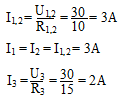 I₁,₂ = U₁,₂ / R₁,₂ = 30 / 10 = 3A
I₁ = I₂ = I₁,₂ = 3A
I₃ = U₃ / R₃ = 30 / 15 = 2A